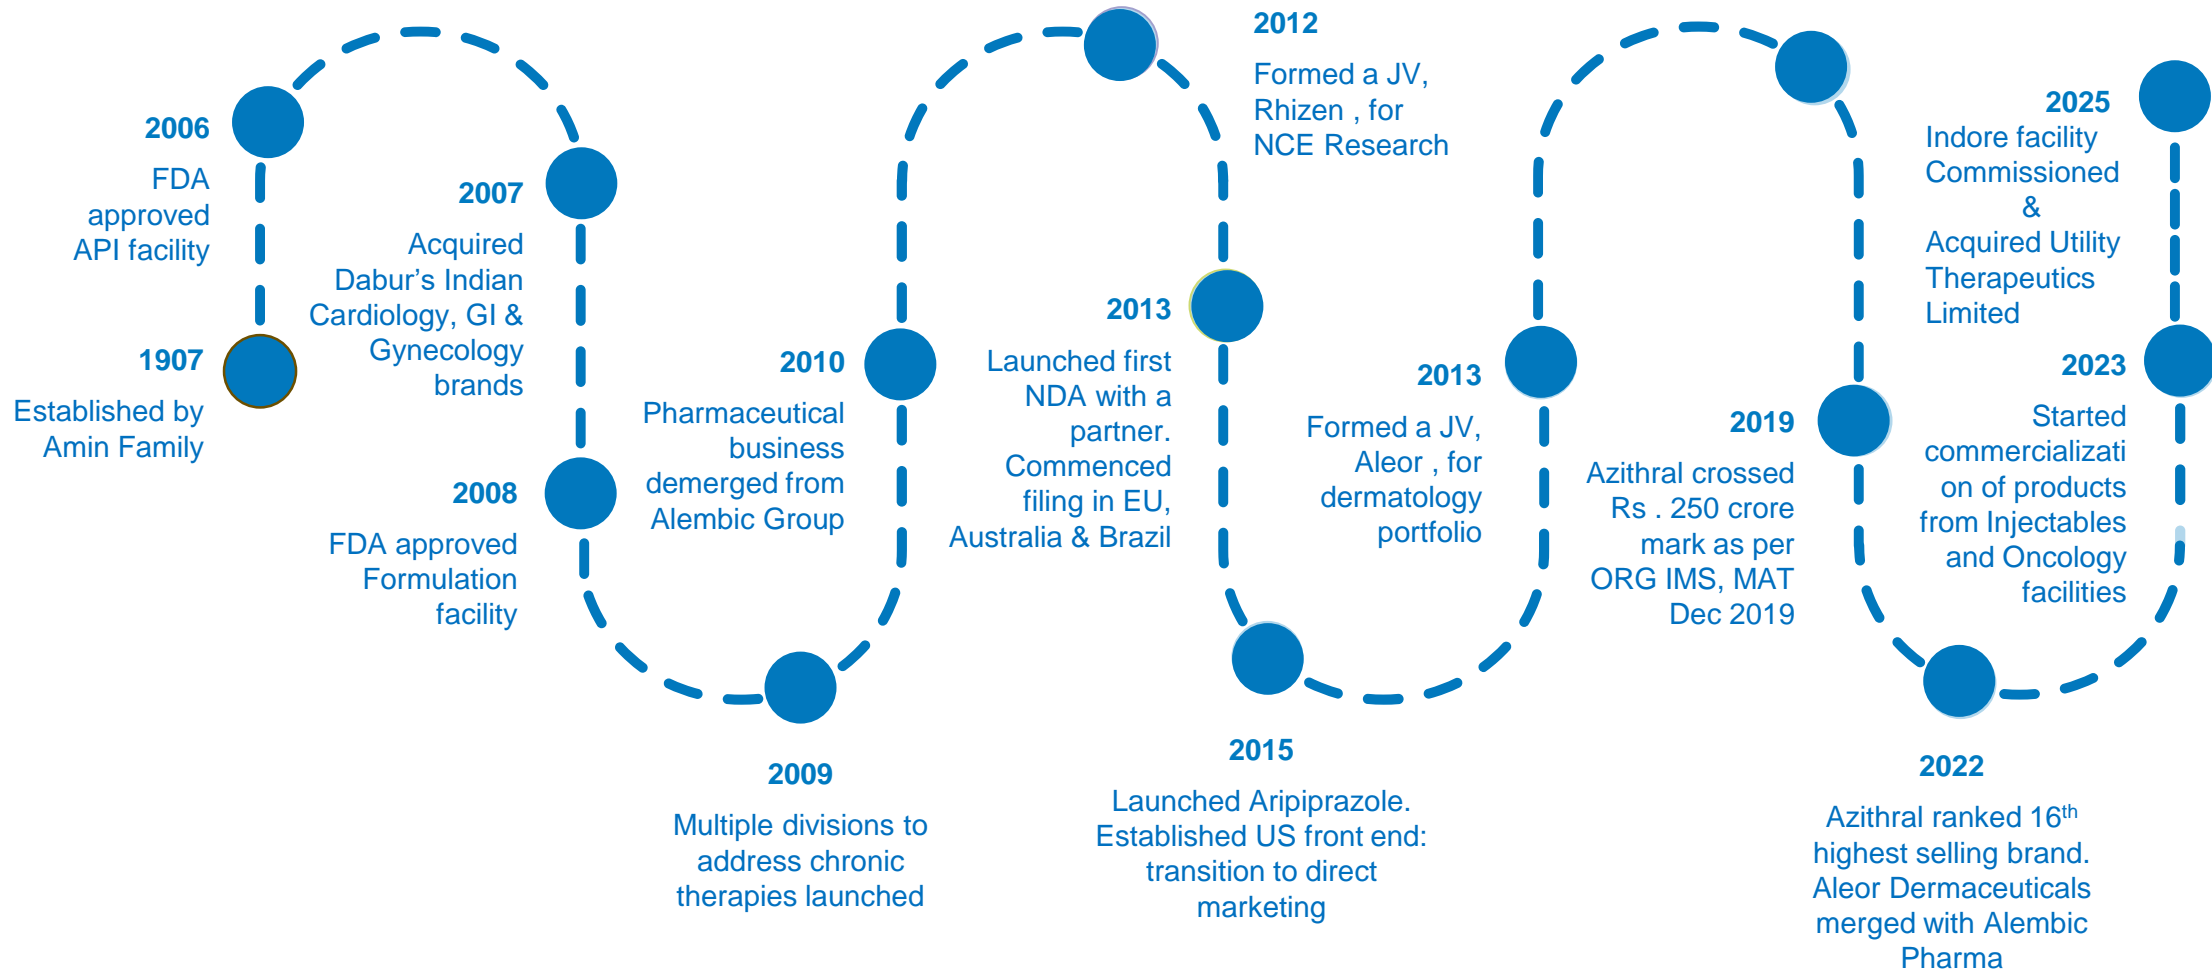 1907
Established by
Amin Family
2006
FDA
approved
API facility
2007
Acquired
Dabur’s Indian
Cardiology, GI &
Gynecology
brands
2008
FDA approved
Formulation
facility
2009
Multiple divisions to
address chronic
therapies launched
2010
Pharmaceutical
business
demerged from
Alembic Group
2012
Formed a JV,
Rhizen , for
NCE Research
2013
Launched first
NDA with a
partner.
Commenced
filing in EU,
Australia & Brazil
2015
Launched Aripiprazole.
Established US front end:
transition to direct
marketing
2013
Formed a JV,
Aleor , for
dermatology
portfolio
2019
Azithral crossed
Rs . 250 crore
mark as per
ORG IMS, MAT
Dec 2019
2022
Azithral ranked 16th
highest selling brand.
Aleor Dermaceuticals
merged with Alembic
Pharma
2023
Started
commercializati
on of products
from Injectables
and Oncology
facilities
2025
Indore facility
Commissioned
&
Acquired Utility
Therapeutics
Limited